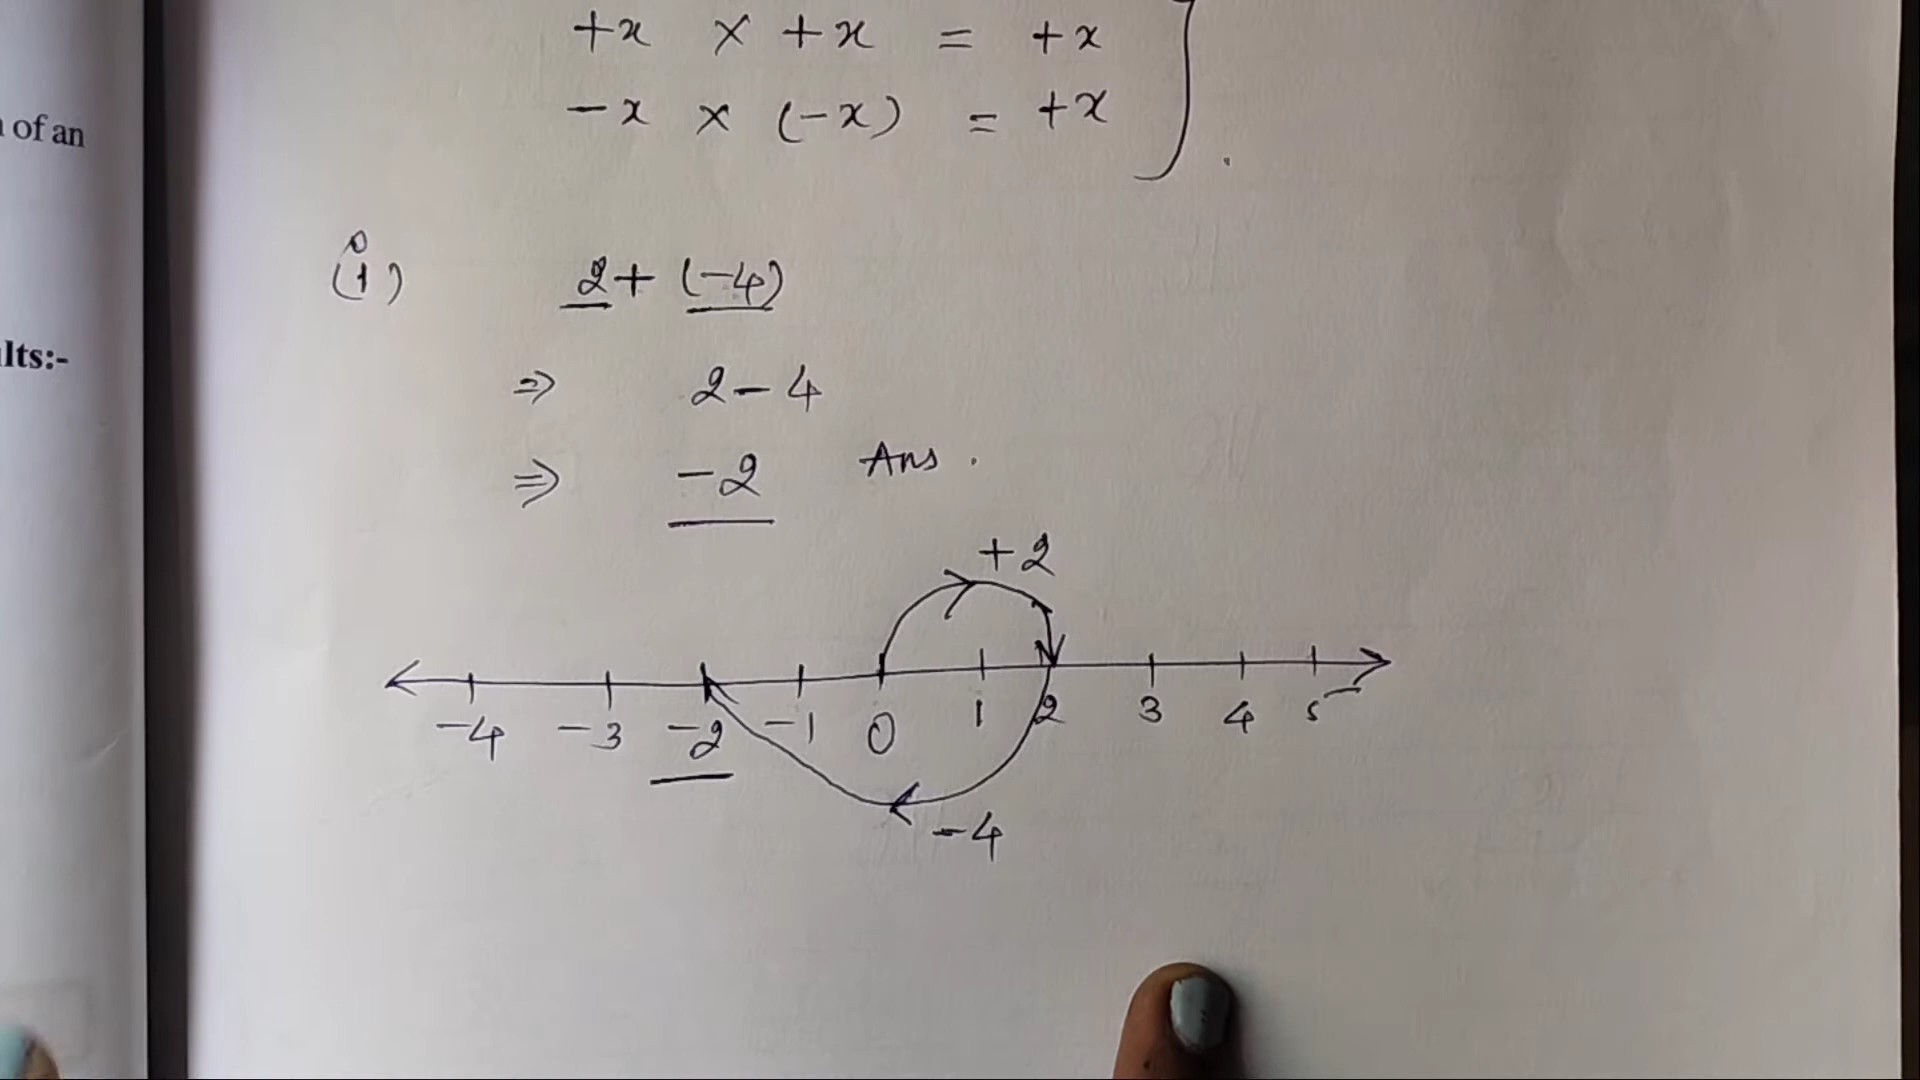 of an
lts:-
+x × +x = +x
-x × (-x) = +x
(i) 2 + (-4)
⇒ 2 - 4
⇒ -2 Ans.
+2
-4 -3 -2 -1 0 1 2 3 4 5
-4